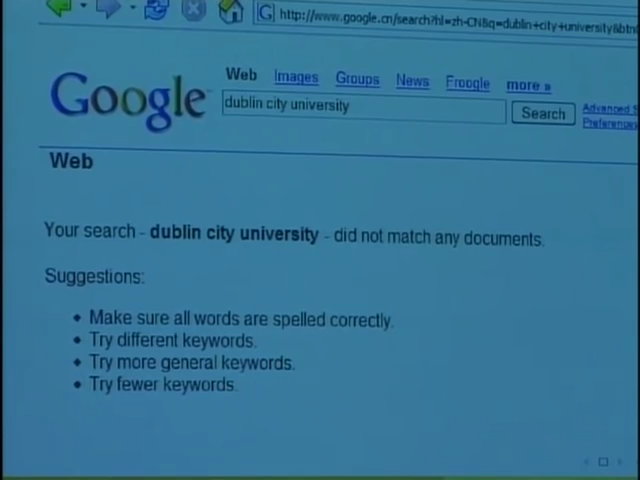 http://www.google.cn/search?hl=zh-CN&q=dublin+city+university&btn
Web Images Groups News Froogle more »
Google
dublin city university
Search
Advanced S
Preferences
Web
Your search - dublin city university - did not match any documents.
Suggestions:
• Make sure all words are spelled correctly.
• Try different keywords.
• Try more general keywords.
• Try fewer keywords.